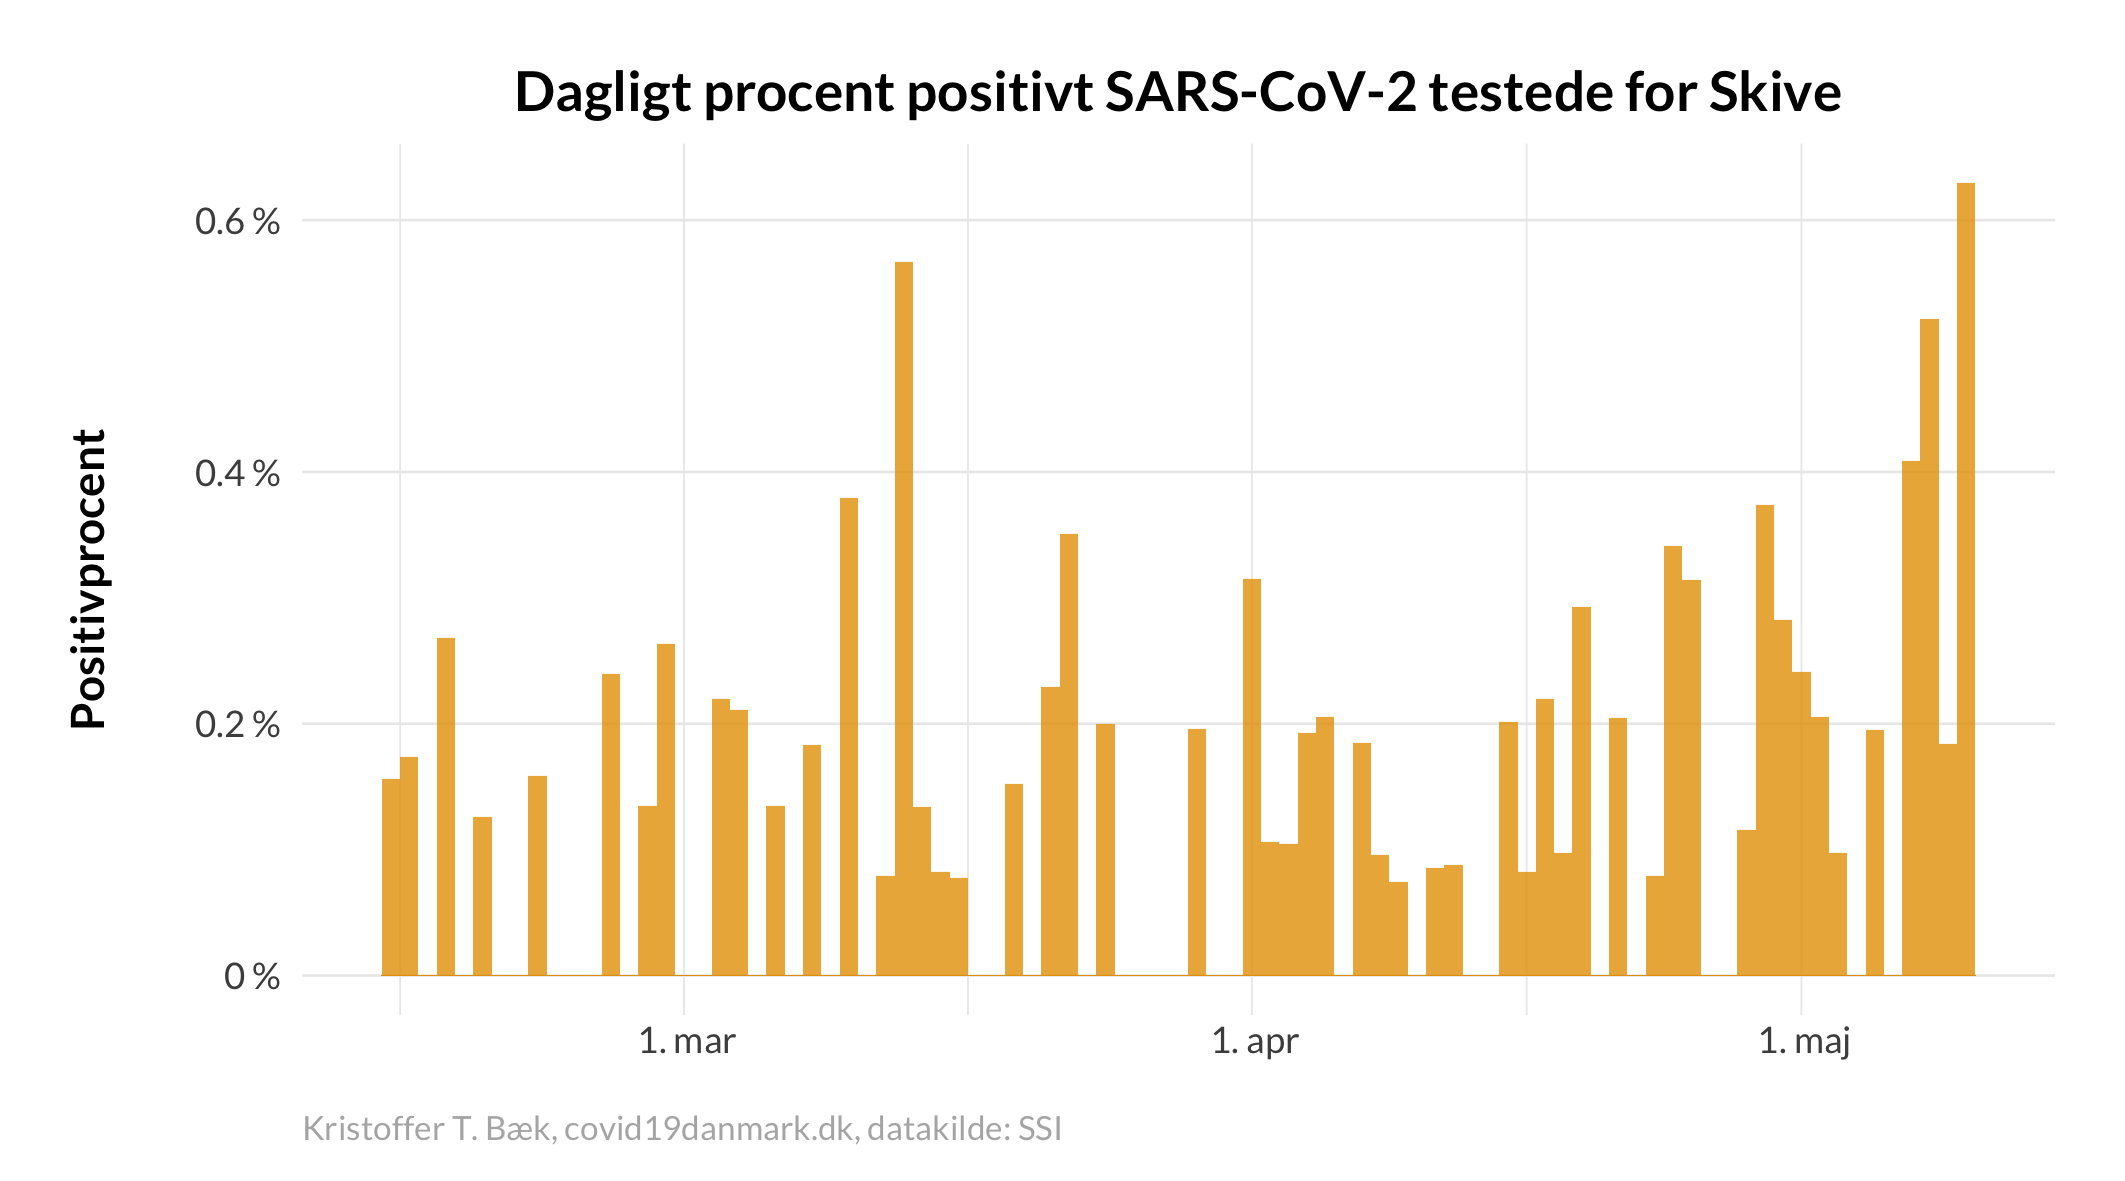 Dagligt procent positivt SARS-CoV-2 testede for Skive
Positivprocent
0.6 %
0.4 %
0.2 %
0 %
1. mar
1. apr
1. maj
Kristoffer T. Bæk, covid19danmark.dk, datakilde: SSI